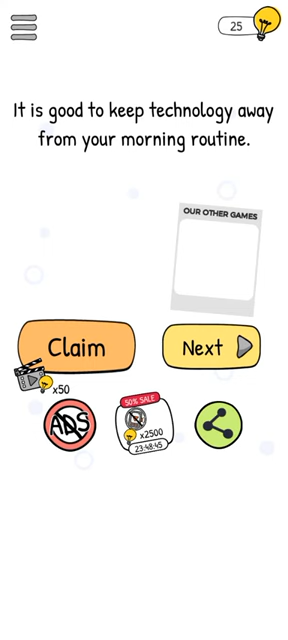 25
It is good to keep technology away
from your morning routine.
OUR OTHER GAMES
Claim
Next
x50
ADS
50% SALE
x2500
23:48:45